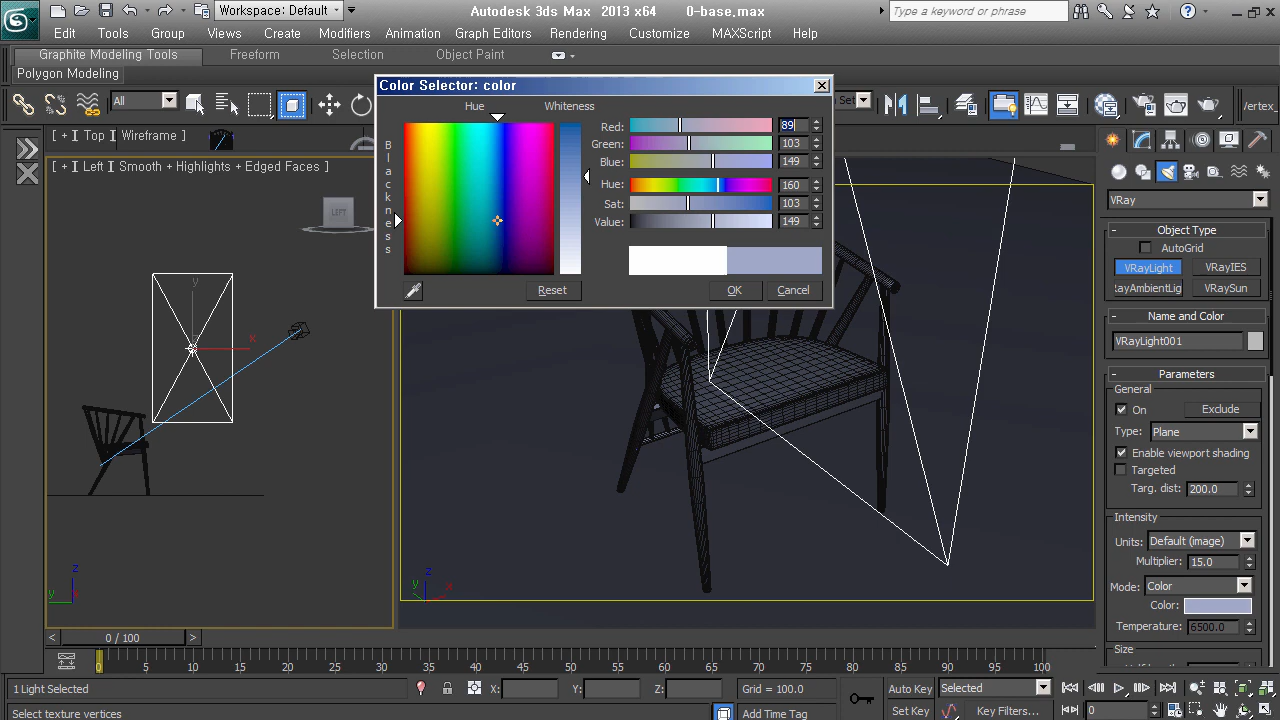 Workspace: Default
Autodesk 3ds Max 2013 x64 0-base.max
Type a keyword or phrase
Edit Tools Group Views Create Modifiers Animation Graph Editors Rendering Customize MAXScript Help
Graphite Modeling Tools Freeform Selection Object Paint
Polygon Modeling
All
Set
/ertex
[ + ] Top ] Wireframe ]
[ + ] Left ] Smooth + Highlights + Edged Faces ]
LEFT
y
x
Color Selector: color
Hue Whiteness
Blackness
Red: 89
Green: 103
Blue: 149
Hue: 160
Sat: 103
Value: 149
Reset OK Cancel
VRay
- Object Type
AutoGrid
VRayLight VRayIES
RayAmbientLig VRaySun
- Name and Color
VRayLight001
- Parameters
General
On Exclude
Type: Plane
Enable viewport shading
Targeted
Targ. dist: 200.0
Intensity
Units: Default (image)
Multiplier: 15.0
Mode: Color
Color:
Temperature: 6500.0
Size
z
y
z
y
x
< 0 / 100 >
0 5 10 15 20 25 30 35 40 45 50 55 60 65 70 75 80 85 90 95 100
1 Light Selected X: Y: Z: Grid = 100.0 Auto Key Selected
Select texture vertices Add Time Tag Set Key Key Filters... 0